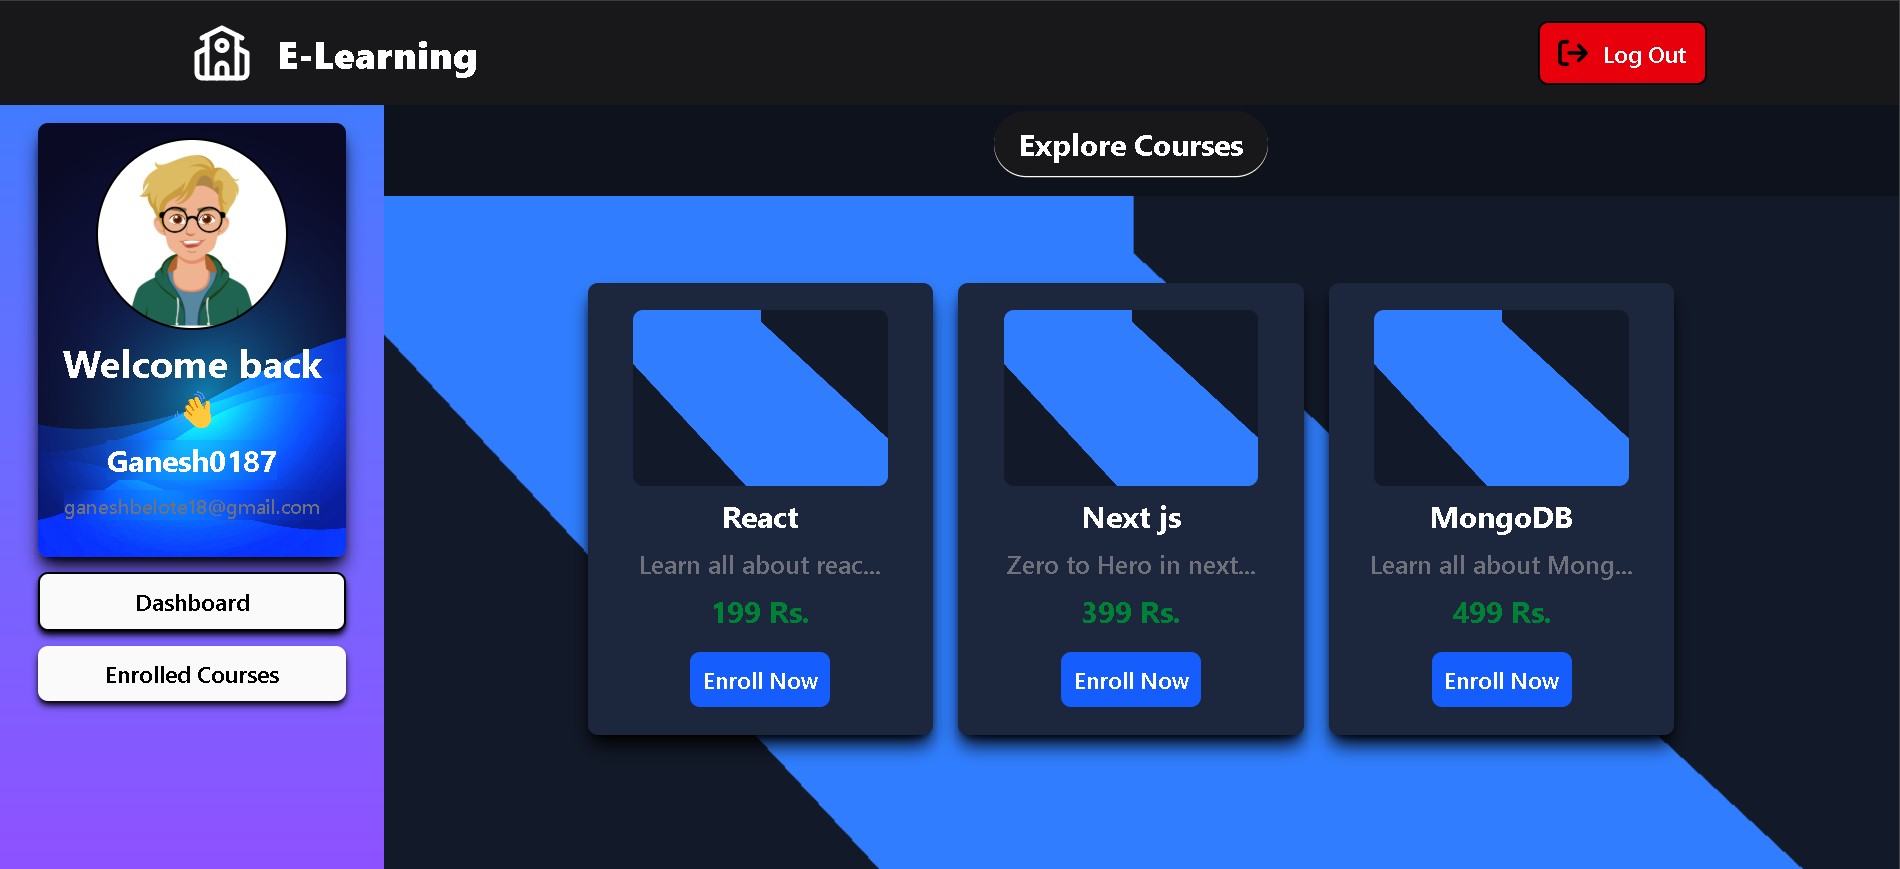 E-Learning
Log Out
Explore Courses
Welcome back
👋
Ganesh0187
ganeshbelote18@gmail.com
Dashboard
Enrolled Courses
React
Learn all about reac...
199 Rs.
Enroll Now
Next js
Zero to Hero in next...
399 Rs.
Enroll Now
MongoDB
Learn all about Mong...
499 Rs.
Enroll Now